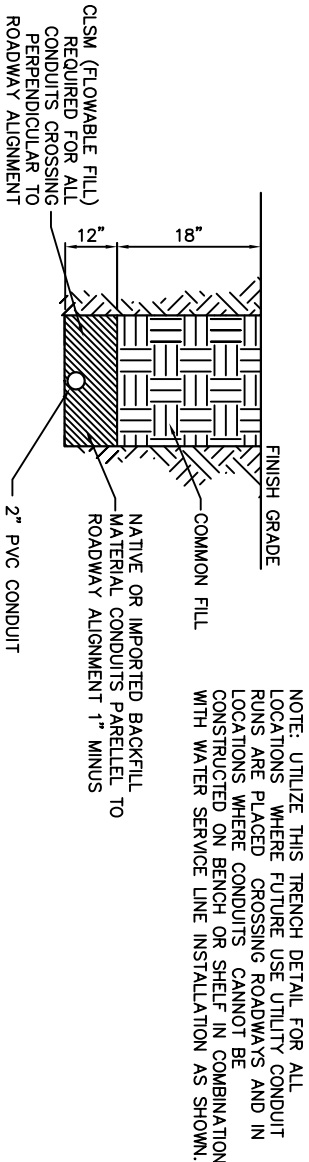 NOTE: UTILIZE THIS TRENCH DETAIL FOR ALL
LOCATIONS WHERE FUTURE USE UTILITY CONDUIT
RUNS ARE PLACED CROSSING ROADWAYS AND IN
LOCATIONS WHERE CONDUITS CANNOT BE
CONSTRUCTED ON BENCH OR SHELF IN COMBINATION
WITH WATER SERVICE LINE INSTALLATION AS SHOWN.
FINISH GRADE
18"
12"
COMMON FILL
NATIVE OR IMPORTED BACKFILL
MATERIAL CONDUITS PARELLEL TO
ROADWAY ALIGNMENT 1" MINUS
2" PVC CONDUIT
CLSM (FLOWABLE FILL)
REQUIRED FOR ALL
CONDUITS CROSSING
PERPENDICULAR TO
ROADWAY ALIGNMENT